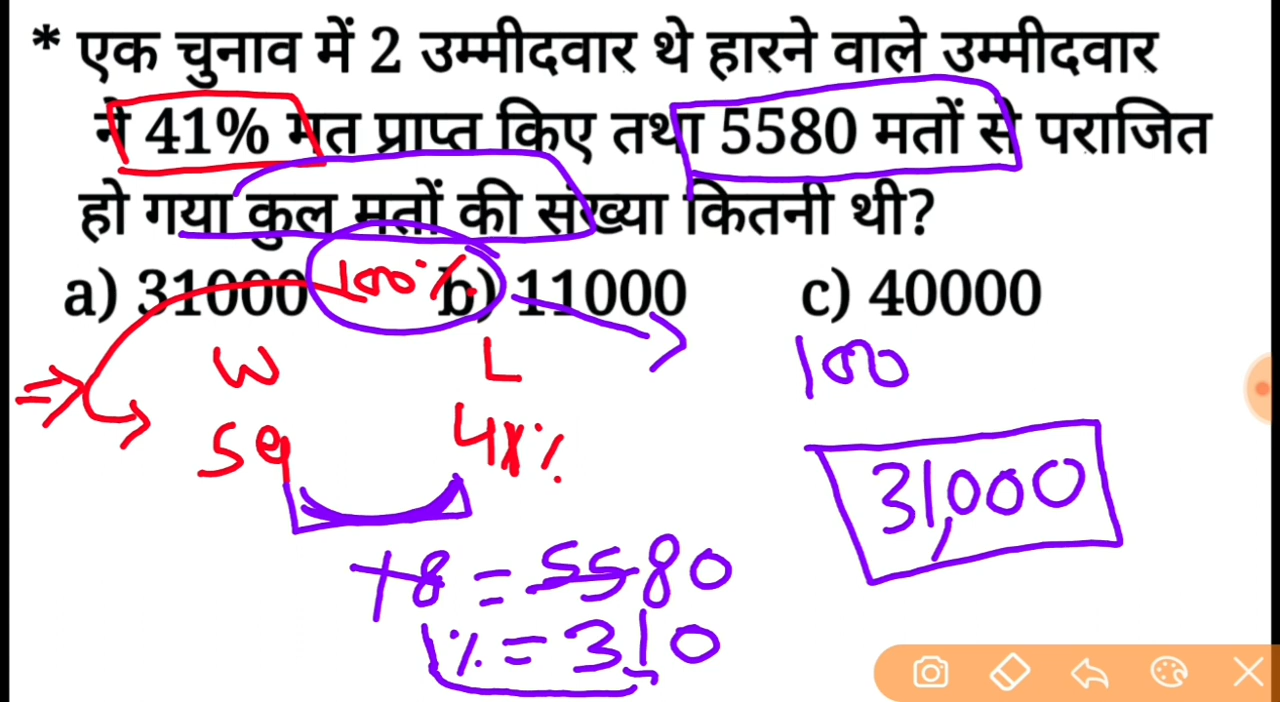 * एक चुनाव में 2 उम्मीदवार थे हारने वाले उम्मीदवार
ने 41% मत प्राप्त किए तथा 5580 मतों से पराजित
हो गया कुल मतों की संख्या कितनी थी?
a) 31000 100% b) 11000 c) 40000
W L 100
59 41%
31,000
18 = 5580
1% = 310